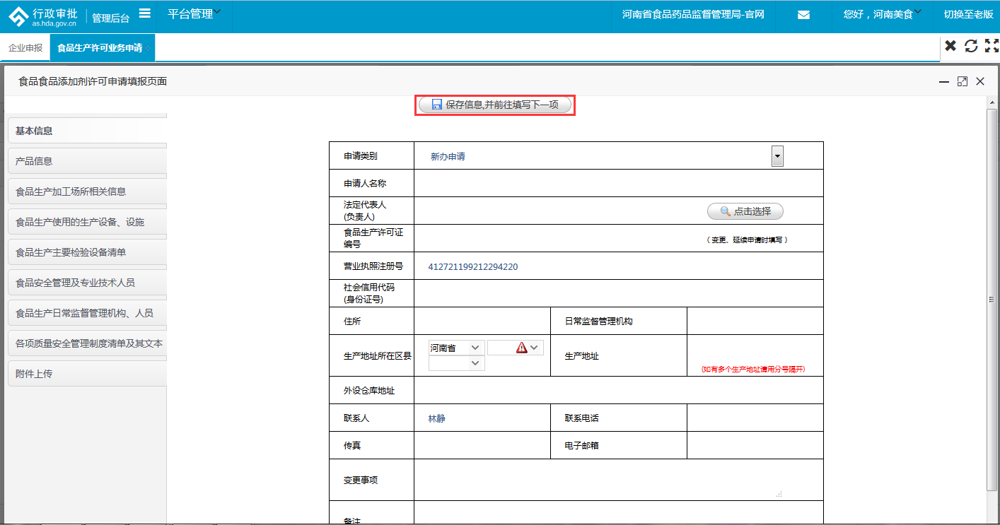 行政审批
as.hda.gov.cn
管理后台
平台管理
河南省食品药品监督管理局-官网
您好，河南美食
切换至老版
企业申报
食品生产许可业务申请
食品食品添加剂许可申请填报页面
保存信息,并前往填写下一项
基本信息
产品信息
食品生产加工场所相关信息
食品生产使用的生产设备、设施
食品生产主要检验设备清单
食品安全管理及专业技术人员
食品生产日常监督管理机构、人员
各项质量安全管理制度清单及其文本
附件上传
申请类别
新办申请
申请人名称
法定代表人
(负责人)
点击选择
食品生产许可证
编号
（变更、延续申请时填写）
营业执照注册号
412721199212294220
社会信用代码
(身份证号)
住所
日常监督管理机构
生产地址所在区县
河南省
生产地址
(如有多个生产地址请用分号隔开)
外设仓库地址
联系人
林静
联系电话
传真
电子邮箱
变更事项
备注